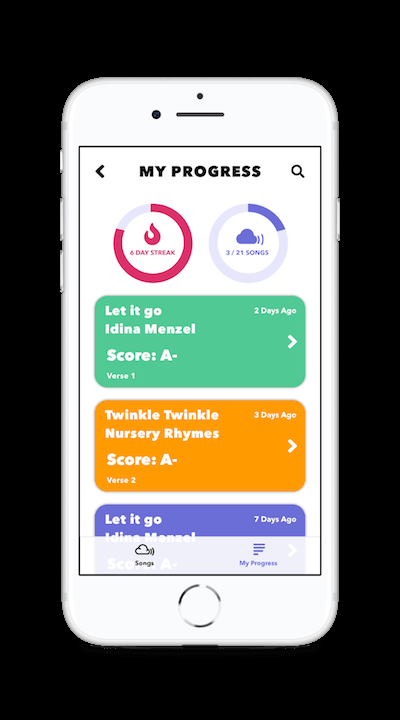 MY PROGRESS
6 DAY STREAK
3 / 21 SONGS
Let it go
2 Days Ago
Idina Menzel
Score: A-
Verse 1
Twinkle Twinkle
3 Days Ago
Nursery Rhymes
Score: A-
Verse 2
Let it go
7 Days Ago
Idina Menzel
Score: A-
Songs
My Progress